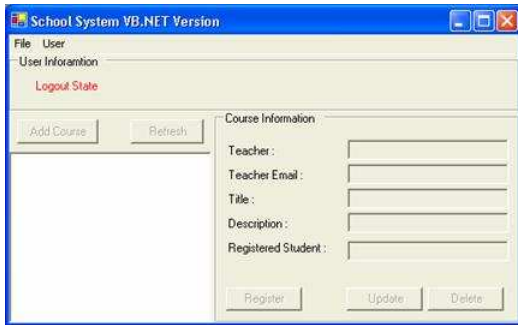 School System VB.NET Version
File User
User Inforamtion
Logout State
Add Course Refresh
Course Information
Teacher :
Teacher Email :
Title :
Description :
Registered Student :
Register Update Delete